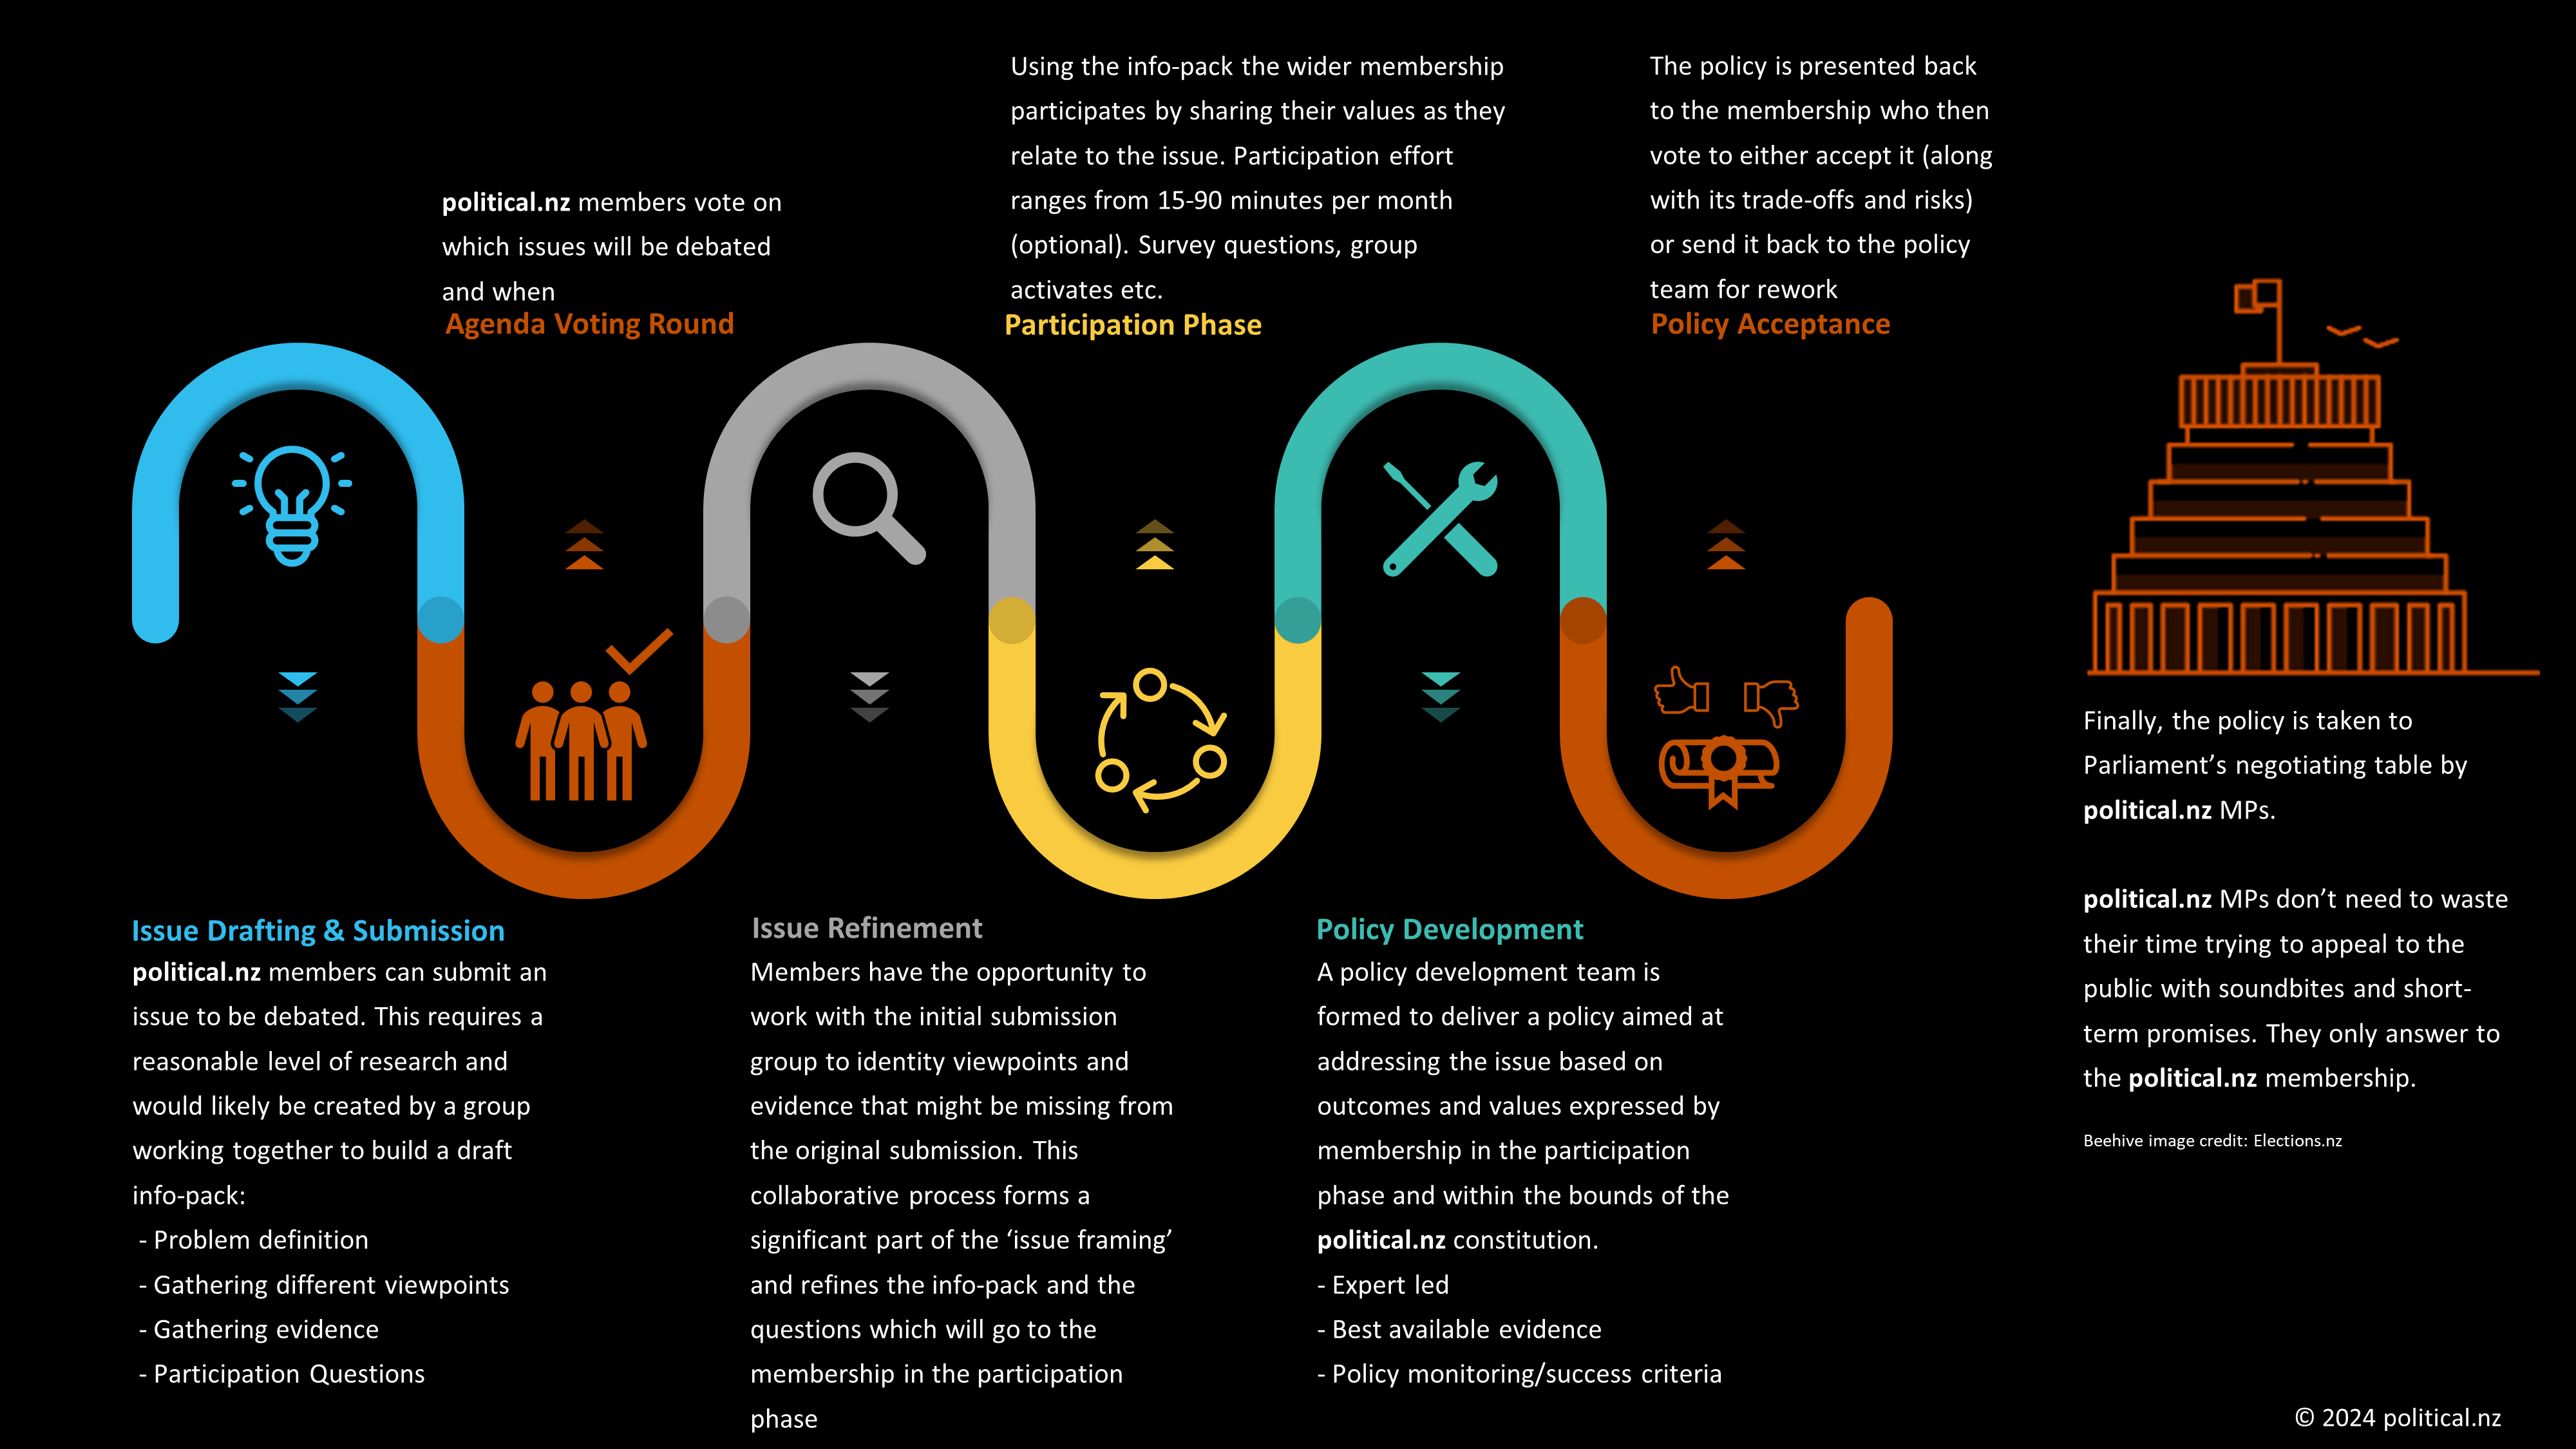 political.nz members vote on
which issues will be debated
and when
Agenda Voting Round
Using the info-pack the wider membership
participates by sharing their values as they
relate to the issue. Participation effort
ranges from 15-90 minutes per month
(optional). Survey questions, group
activates etc.
Participation Phase
The policy is presented back
to the membership who then
vote to either accept it (along
with its trade-offs and risks)
or send it back to the policy
team for rework
Policy Acceptance
Issue Drafting & Submission
political.nz members can submit an
issue to be debated. This requires a
reasonable level of research and
would likely be created by a group
working together to build a draft
info-pack:
- Problem definition
- Gathering different viewpoints
- Gathering evidence
- Participation Questions
Issue Refinement
Members have the opportunity to
work with the initial submission
group to identity viewpoints and
evidence that might be missing from
the original submission. This
collaborative process forms a
significant part of the ‘issue framing’
and refines the info-pack and the
questions which will go to the
membership in the participation
phase
Policy Development
A policy development team is
formed to deliver a policy aimed at
addressing the issue based on
outcomes and values expressed by
membership in the participation
phase and within the bounds of the
political.nz constitution.
- Expert led
- Best available evidence
- Policy monitoring/success criteria
Finally, the policy is taken to
Parliament’s negotiating table by
political.nz MPs.
political.nz MPs don’t need to waste
their time trying to appeal to the
public with soundbites and short-
term promises. They only answer to
the political.nz membership.
Beehive image credit: Elections.nz
© 2024 political.nz